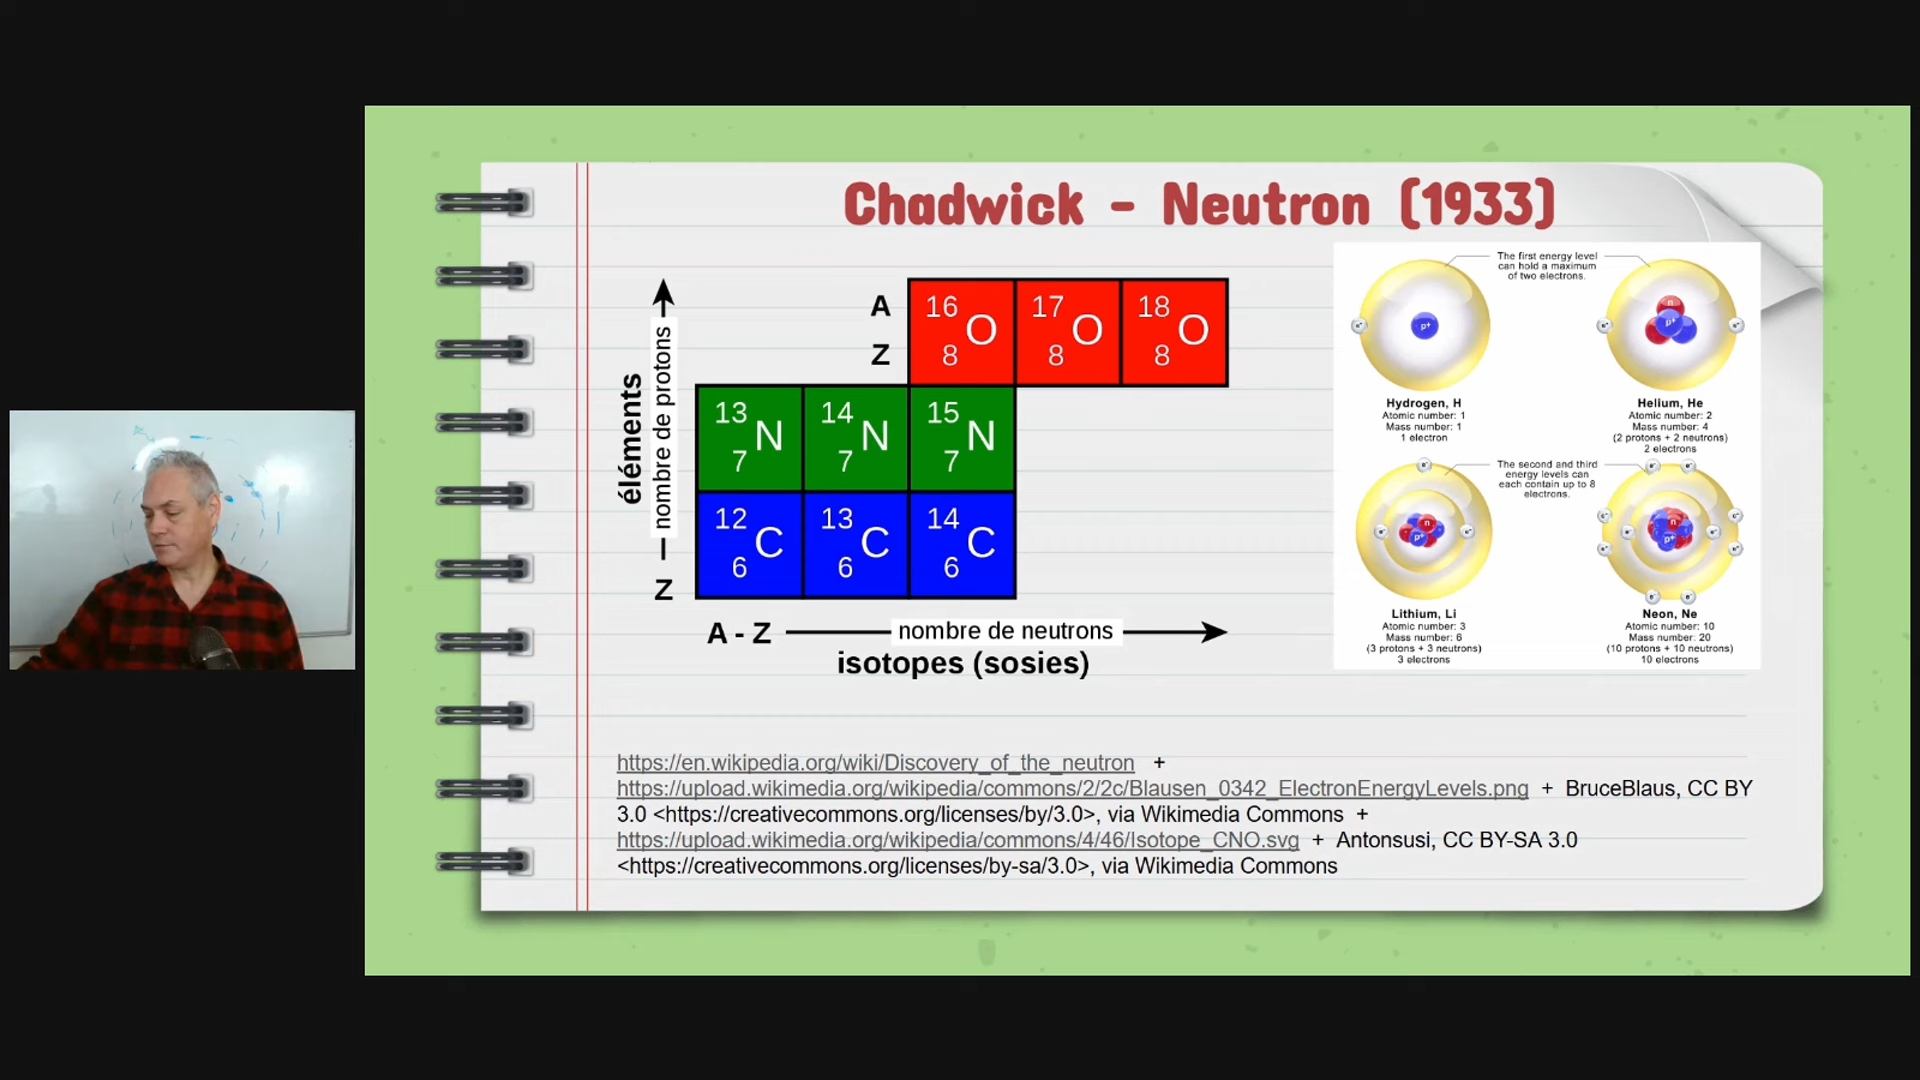 Chadwick - Neutron (1933)
éléments
Z — nombre de protons
A
Z
16
8
O
17
8
O
18
8
O
13
7
N
14
7
N
15
7
N
12
6
C
13
6
C
14
6
C
A - Z
nombre de neutrons
isotopes (sosies)
The first energy level
can hold a maximum
of two electrons.
e-
p+
e-
n
p+
e-
Hydrogen, H
Atomic number: 1
Mass number: 1
1 electron
Helium, He
Atomic number: 2
Mass number: 4
(2 protons + 2 neutrons)
2 electrons
The second and third
energy levels can
each contain up to 8
electrons.
e-
e-
n
p+
e-
e-
e-
e-
e-
e-
n
p+
e-
e-
e-
e-
e-
Lithium, Li
Atomic number: 3
Mass number: 6
(3 protons + 3 neutrons)
3 electrons
Neon, Ne
Atomic number: 10
Mass number: 20
(10 protons + 10 neutrons)
10 electrons
https://en.wikipedia.org/wiki/Discovery_of_the_neutron +
https://upload.wikimedia.org/wikipedia/commons/2/2c/Blausen_0342_ElectronEnergyLevels.png + BruceBlaus, CC BY
3.0 <https://creativecommons.org/licenses/by/3.0>, via Wikimedia Commons +
https://upload.wikimedia.org/wikipedia/commons/4/46/Isotope_CNO.svg + Antonsusi, CC BY-SA 3.0
<https://creativecommons.org/licenses/by-sa/3.0>, via Wikimedia Commons